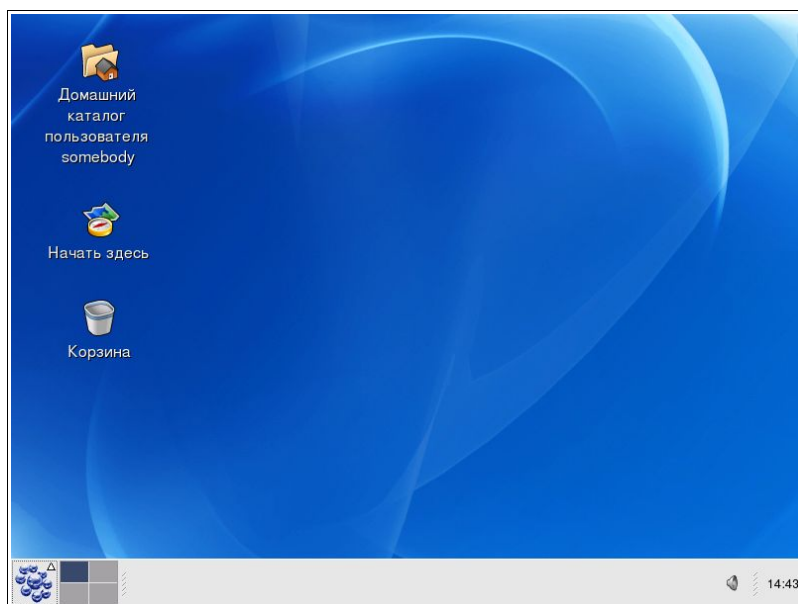 Домашний
каталог
пользователя
somebody
Начать здесь
Корзина
14:43